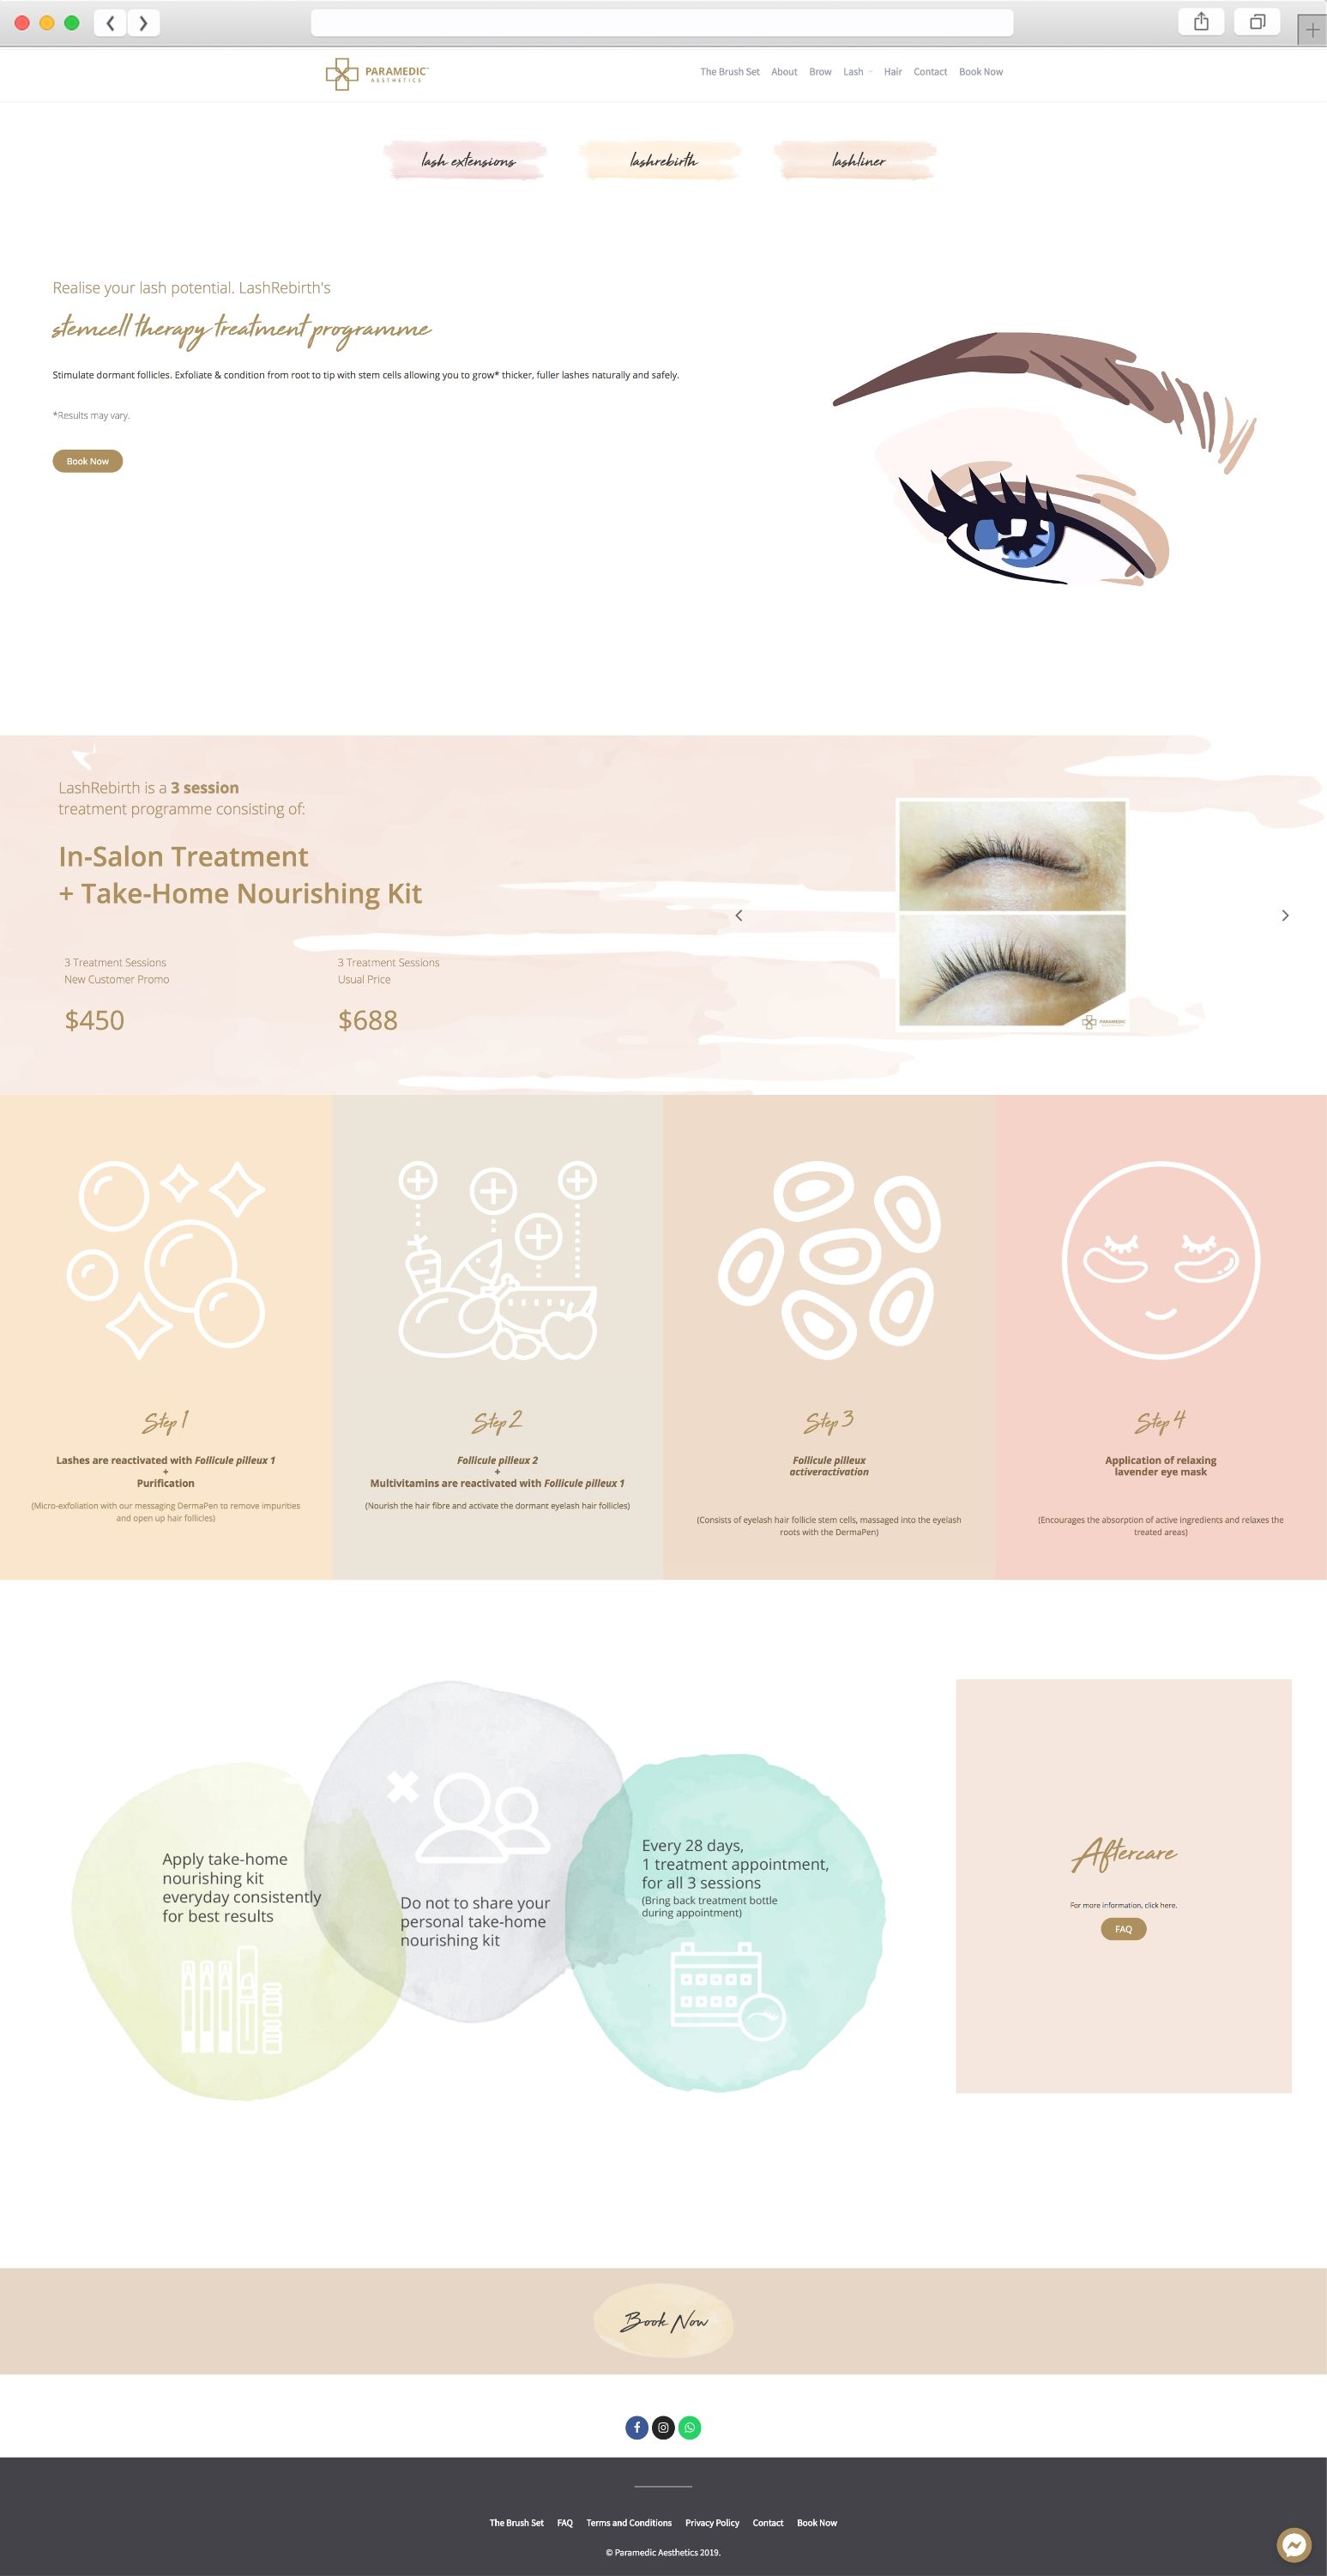 PARAMEDIC
AESTHETICS
The Brush Set About Brow Lash Hair Contact Book Now
lash extensions
lashrebirth
lashliner
Realise your lash potential. LashRebirth's
stemcell therapy treatment programme
Stimulate dormant follicles. Exfoliate & condition from root to tip with stem cells allowing you to grow* thicker, fuller lashes naturally and safely.
*Results may vary.
Book Now
LashRebirth is a 3 session
treatment programme consisting of:
In-Salon Treatment
+ Take-Home Nourishing Kit
3 Treatment Sessions
New Customer Promo
$450
3 Treatment Sessions
Usual Price
$688
PARAMEDIC
Step 1
Lashes are reactivated with Follicule pilleux 1
+
Purification
(Micro-exfoliation with our messaging DermaPen to remove impurities
and open up hair follicles)
Step 2
Follicule pilleux 2
+
Multivitamins are reactivated with Follicule pilleux 1
(Nourish the hair fibre and activate the dormant eyelash hair follicles)
Step 3
Follicule pilleux
activeractivation
(Consists of eyelash hair follicle stem cells, massaged into the eyelash
roots with the DermaPen)
Step 4
Application of relaxing
lavender eye mask
(Encourages the absorption of active ingredients and relaxes the
treated areas)
Apply take-home
nourishing kit
everyday consistently
for best results
Do not to share your
personal take-home
nourishing kit
Every 28 days,
1 treatment appointment,
for all 3 sessions
(Bring back treatment bottle
during appointment)
Aftercare
For more information, click here.
FAQ
Book Now
The Brush Set FAQ Terms and Conditions Privacy Policy Contact Book Now
© Paramedic Aesthetics 2019.